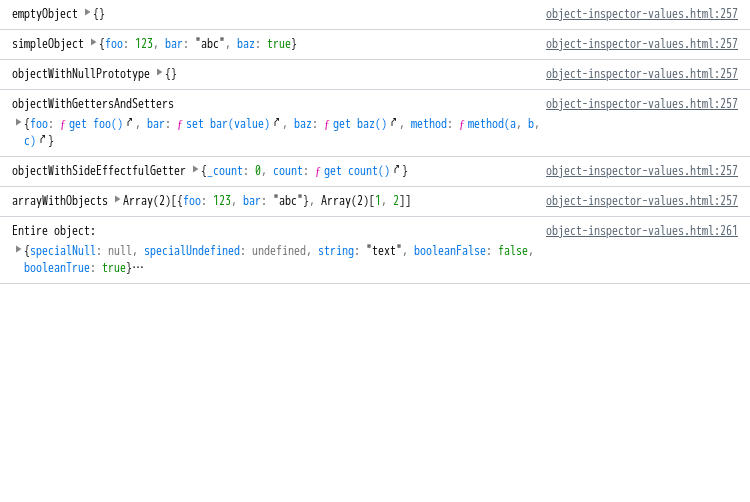 emptyObject ▶{} object-inspector-values.html:257
simpleObject ▶{foo: 123, bar: "abc", baz: true} object-inspector-values.html:257
objectWithNullPrototype ▶{} object-inspector-values.html:257
objectWithGettersAndSetters object-inspector-values.html:257
▶{foo: ƒ get foo()↗, bar: ƒ set bar(value)↗, baz: ƒ get baz()↗, method: ƒ method(a, b,
c)↗}
objectWithSideEffectfulGetter ▶{_count: 0, count: ƒ get count()↗} object-inspector-values.html:257
arrayWithObjects ▶Array(2)[{foo: 123, bar: "abc"}, Array(2)[1, 2]] object-inspector-values.html:257
Entire object: object-inspector-values.html:261
▶{specialNull: null, specialUndefined: undefined, string: "text", booleanFalse: false,
booleanTrue: true}⋯